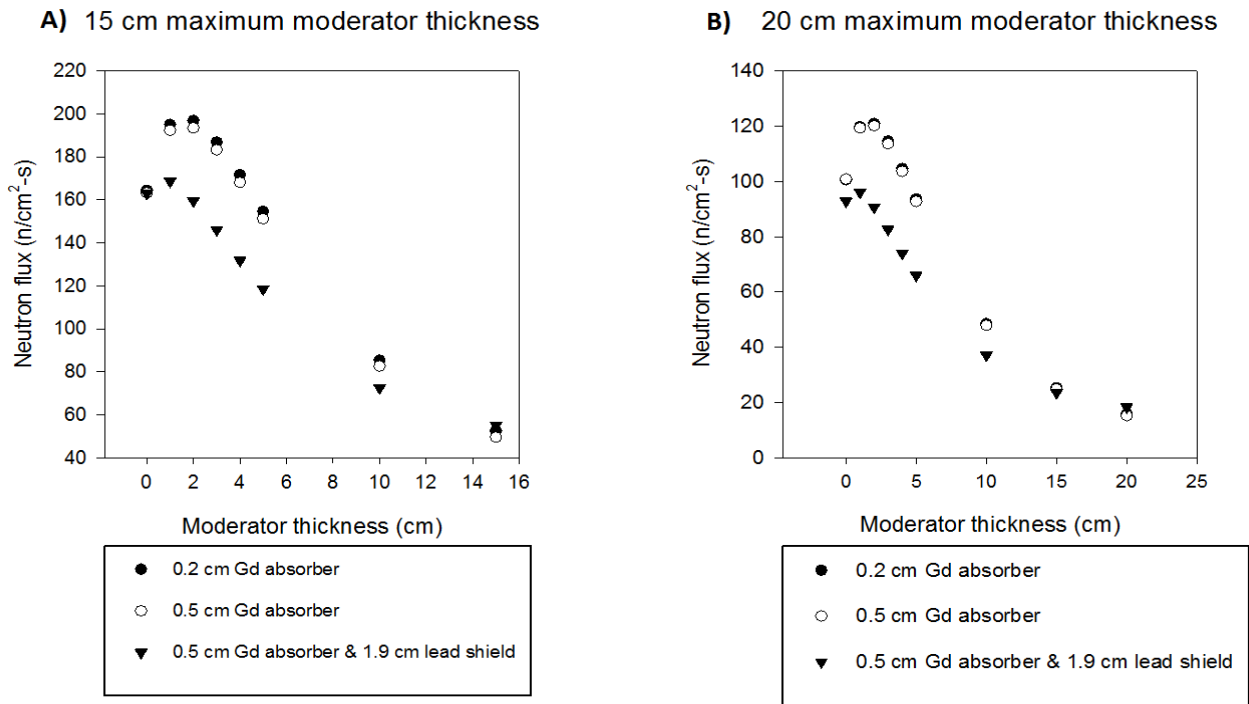 A) 15 cm maximum moderator thickness
Neutron flux (n/cm²-s)
220
200
180
160
140
120
100
80
60
40
0 2 4 6 8 10 12 14 16
Moderator thickness (cm)
0.2 cm Gd absorber
0.5 cm Gd absorber
0.5 cm Gd absorber & 1.9 cm lead shield
B) 20 cm maximum moderator thickness
Neutron flux (n/cm²-s)
140
120
100
80
60
40
20
0
0 5 10 15 20 25
Moderator thickness (cm)
0.2 cm Gd absorber
0.5 cm Gd absorber
0.5 cm Gd absorber & 1.9 cm lead shield